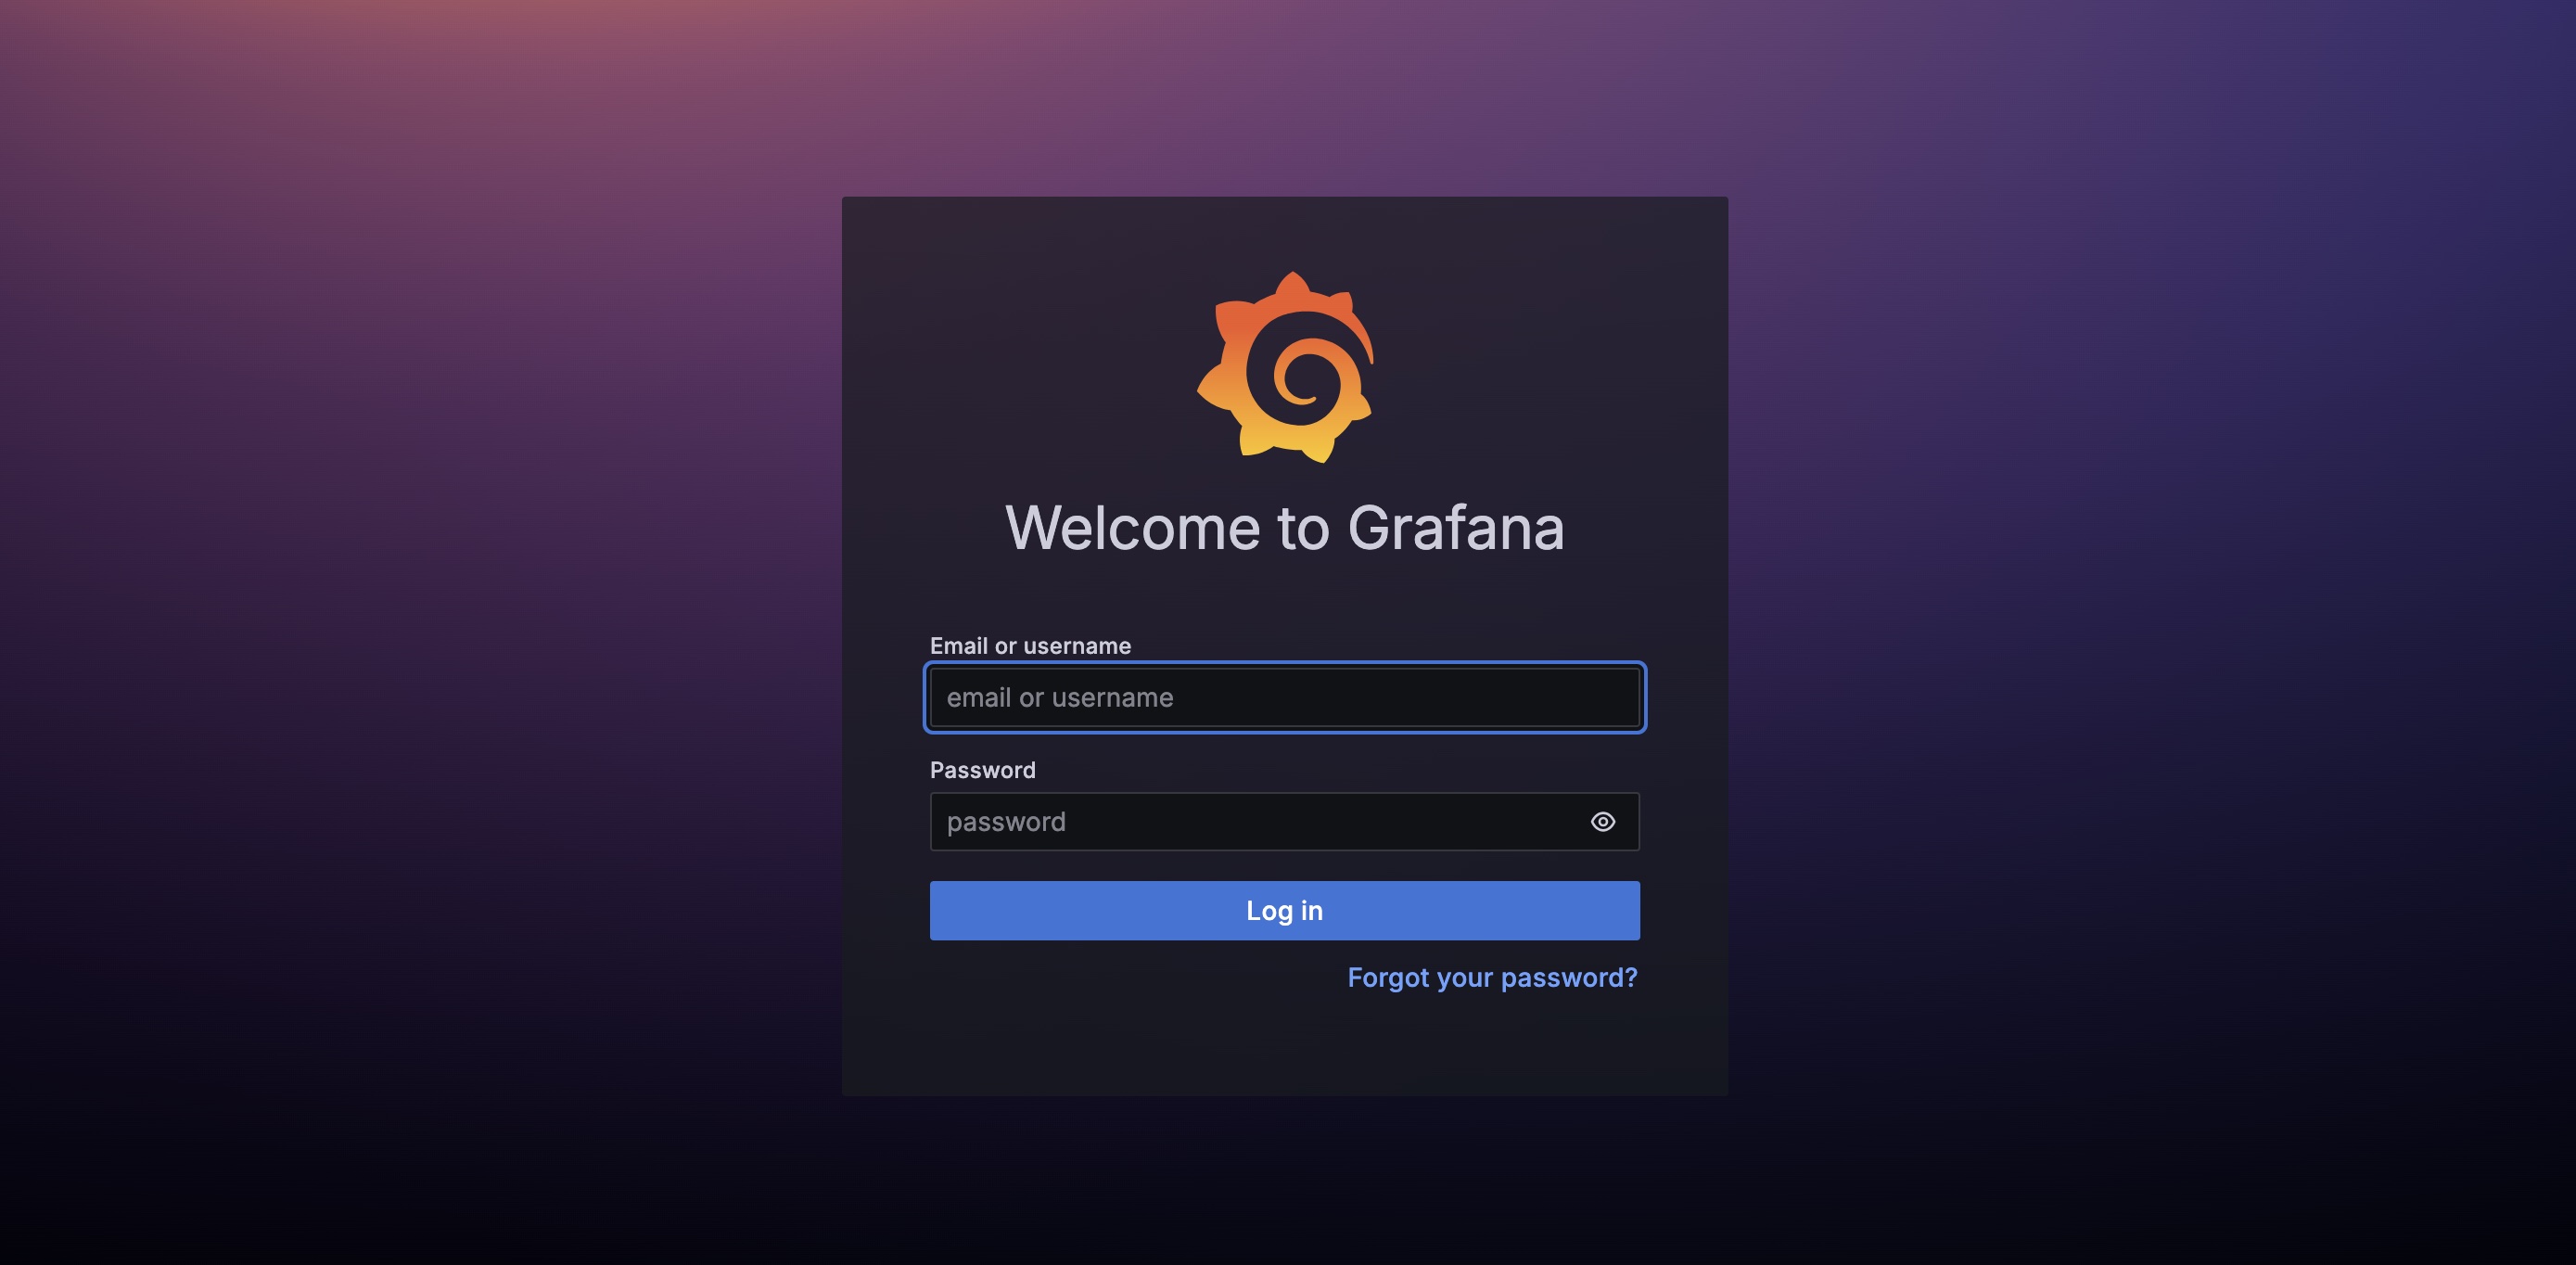 Welcome to Grafana
Email or username
email or username
Password
password
Log in
Forgot your password?